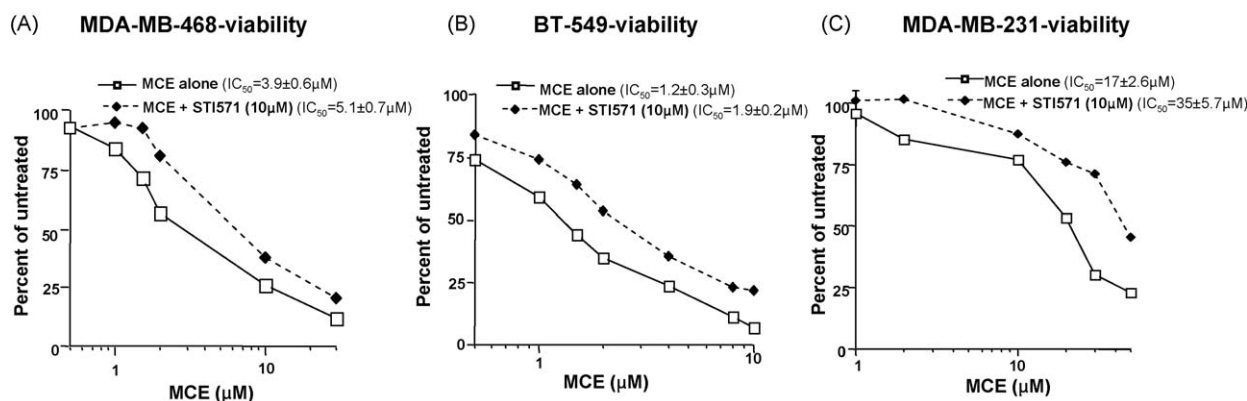 (A) MDA-MB-468-viability
MCE alone (IC50=3.9±0.6µM)
MCE + STI571 (10µM) (IC50=5.1±0.7µM)
Percent of untreated
100
75
50
25
0
1
10
MCE (µM)
(B) BT-549-viability
MCE alone (IC50=1.2±0.3µM)
MCE + STI571 (10µM) (IC50=1.9±0.2µM)
Percent of untreated
100
75
50
25
0
1
10
MCE (µM)
(C) MDA-MB-231-viability
MCE alone (IC50=17±2.6µM)
MCE + STI571 (10µM) (IC50=35±5.7µM)
Percent of untreated
100
75
50
25
0
1
10
MCE (µM)